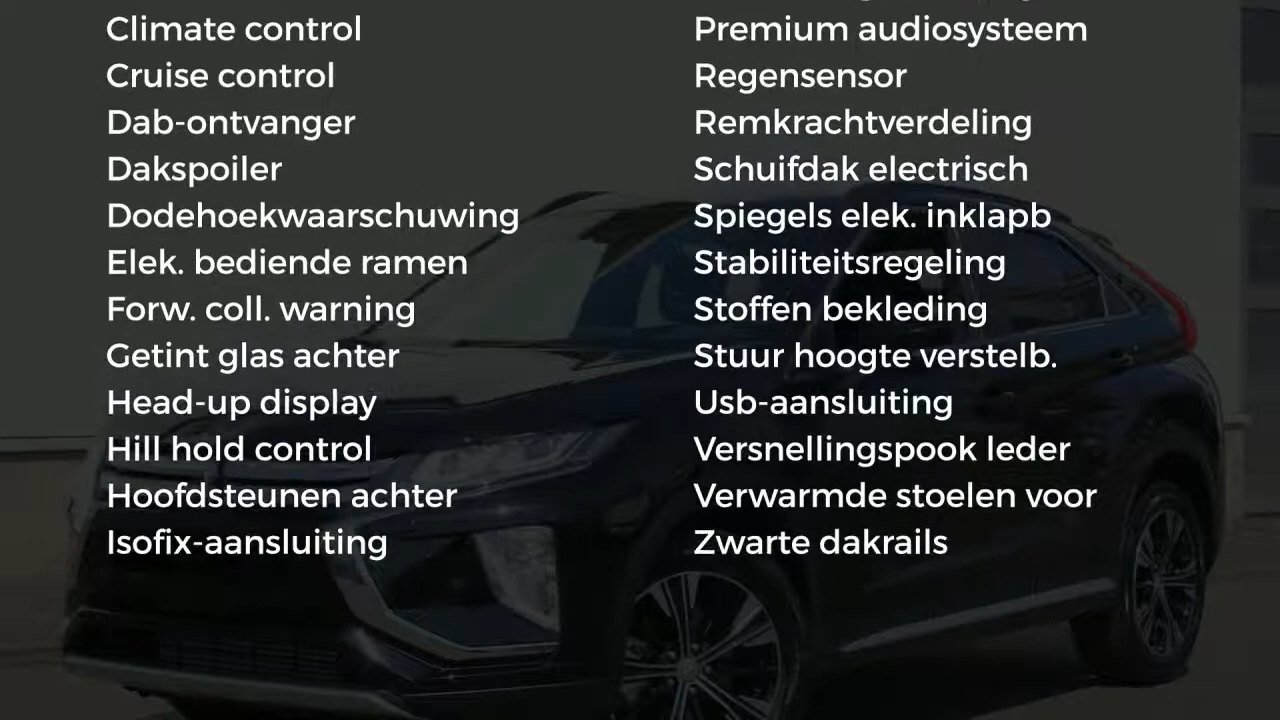 Climate control
Cruise control
Dab-ontvanger
Dakspoiler
Dodehoekwaarschuwing
Elek. bediende ramen
Forw. coll. warning
Getint glas achter
Head-up display
Hill hold control
Hoofdsteunen achter
Isofix-aansluiting
Premium audiosysteem
Regensensor
Remkrachtverdeling
Schuifdak electrisch
Spiegels elek. inklapb
Stabiliteitsregeling
Stoffen bekleding
Stuur hoogte verstelb.
Usb-aansluiting
Versnellingspook leder
Verwarmde stoelen voor
Zwarte dakrails